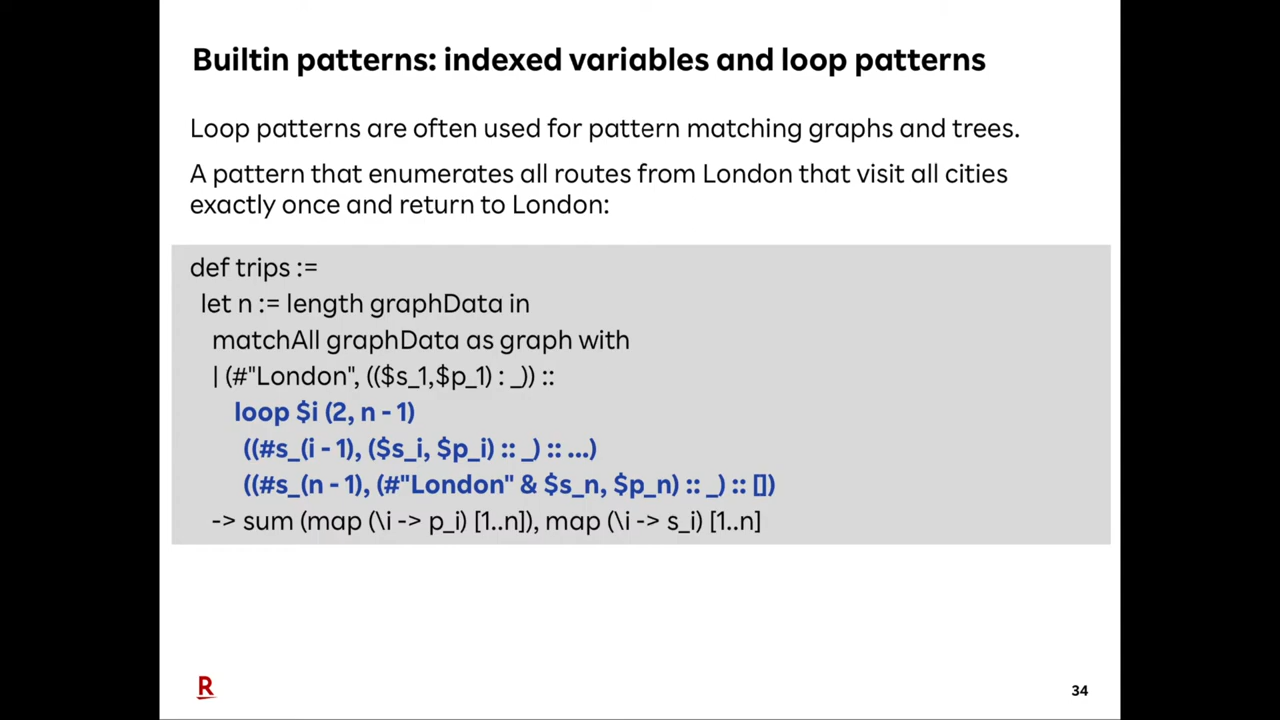 Builtin patterns: indexed variables and loop patterns
Loop patterns are often used for pattern matching graphs and trees.
A pattern that enumerates all routes from London that visit all cities
exactly once and return to London:
def trips :=
let n := length graphData in
matchAll graphData as graph with
| (#"London", (($s_1,$p_1) : _)) ::
loop $i (2, n - 1)
((#s_(i - 1), ($s_i, $p_i) :: _) :: ...)
((#s_(n - 1), (#"London" & $s_n, $p_n) :: _) :: [])
-> sum (map (\i -> p_i) [1..n]), map (\i -> s_i) [1..n]
R
34